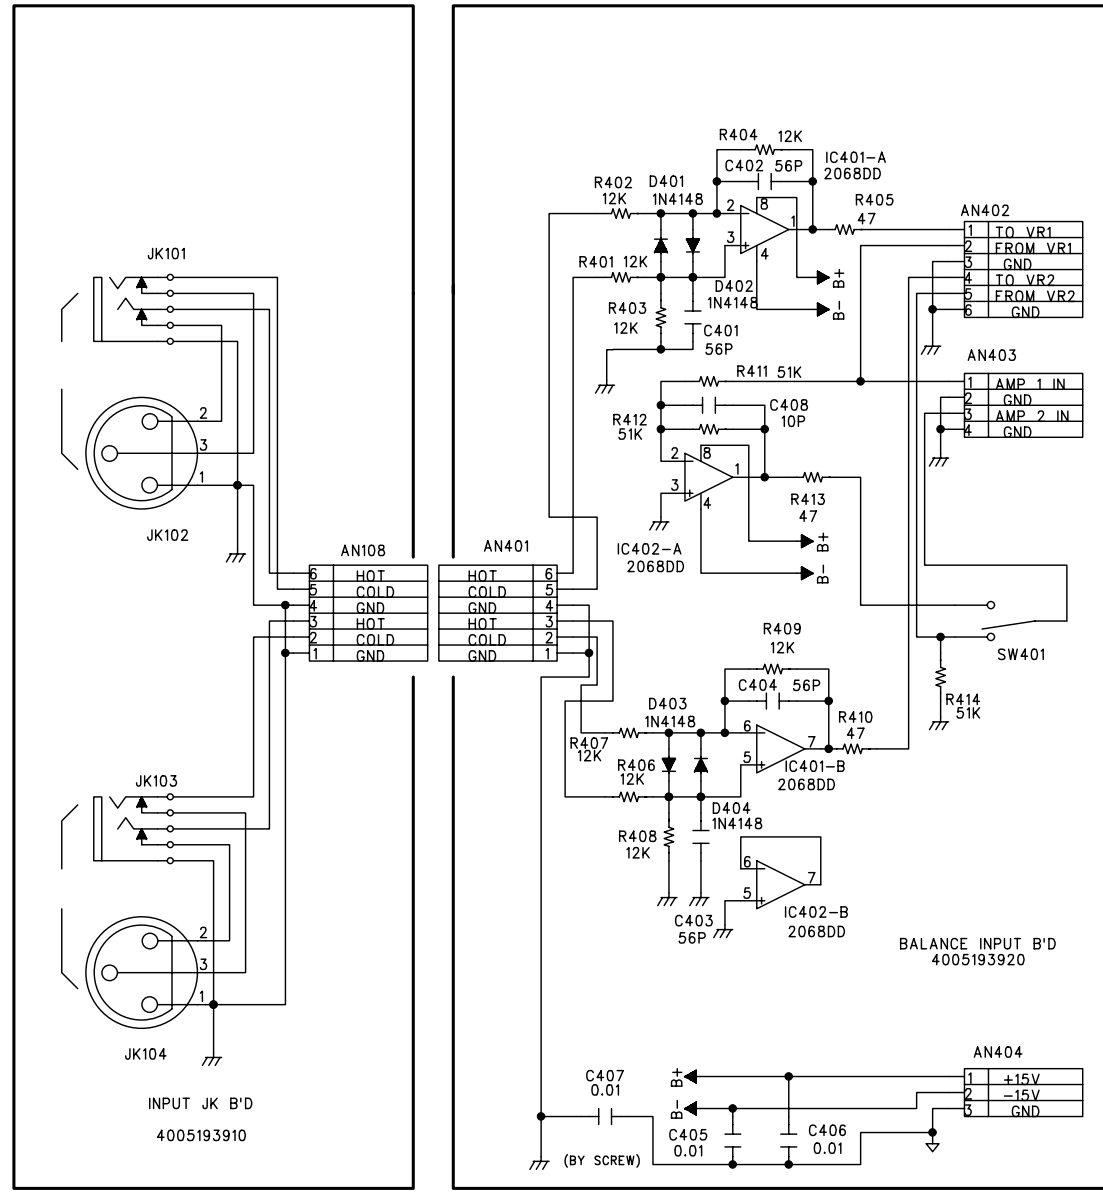 R404 12K
C402 56P
IC401-A
2068DD
R402
12K
D401
1N4148
R405
47
2
8
1
3
4
AN402
1 TO VR1
2 FROM VR1
3 GND
4 TO VR2
5 FROM VR2
6 GND
JK101
R401 12K
D402
1N4148
B+
B-
R403
12K
C401
56P
AN403
1 AMP 1 IN
2 GND
3 AMP 2 IN
4 GND
R411 51K
R412
51K
C408
10P
2
8
1
3
4
R413
47
2
3
1
JK102
IC402-A
2068DD
B+
B-
AN108
6 HOT
5 COLD
4 GND
3 HOT
2 COLD
1 GND
AN401
HOT 6
COLD 5
GND 4
HOT 3
COLD 2
GND 1
SW401
R409
12K
C404 56P
D403
1N4148
R410
47
R414
51K
R407
12K
R406
12K
6
7
5
IC401-B
2068DD
JK103
D404
1N4148
R408
12K
6
7
5
C403
56P
IC402-B
2068DD
BALANCE INPUT B'D
4005193920
2
3
1
JK104
INPUT JK B'D
4005193910
C407
0.01
(BY SCREW)
B+
B-
C405
0.01
C406
0.01
AN404
1 +15V
2 -15V
3 GND